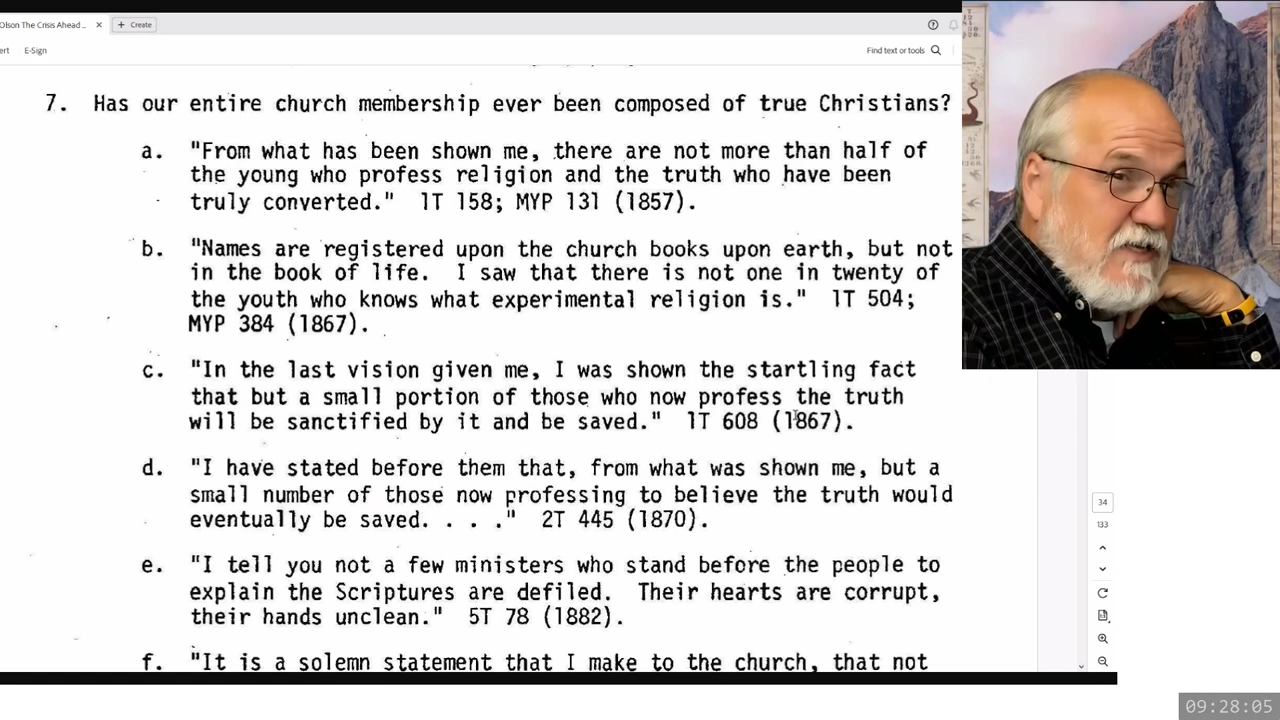 Olson The Crisis Ahead ... × + Create
ert E-Sign Find text or tools
7. Has our entire church membership ever been composed of true Christians?
a. "From what has been shown me, there are not more than half of
the young who profess religion and the truth who have been
truly converted." 1T 158; MYP 131 (1857).
b. "Names are registered upon the church books upon earth, but not
in the book of life. I saw that there is not one in twenty of
the youth who knows what experimental religion is." 1T 504;
MYP 384 (1867).
c. "In the last vision given me, I was shown the startling fact
that but a small portion of those who now profess the truth
will be sanctified by it and be saved." 1T 608 (1867).
d. "I have stated before them that, from what was shown me, but a
small number of those now professing to believe the truth would
eventually be saved. . . ." 2T 445 (1870).
34
133
e. "I tell you not a few ministers who stand before the people to
explain the Scriptures are defiled. Their hearts are corrupt,
their hands unclean." 5T 78 (1882).
f. "It is a solemn statement that I make to the church, that not
09:28:05